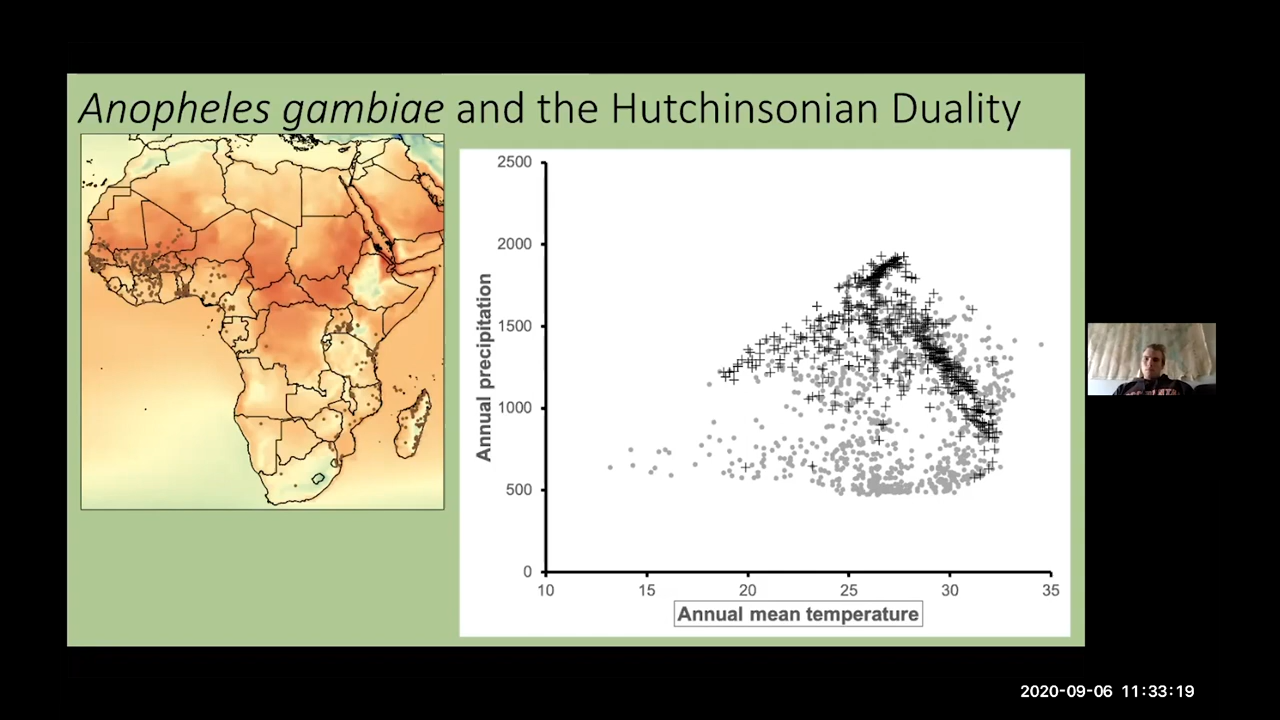 Anopheles gambiae and the Hutchinsonian Duality
2500
2000
1500
1000
500
0
Annual precipitation
10 15 20 25 30 35
Annual mean temperature
2020-09-06 11:33:19